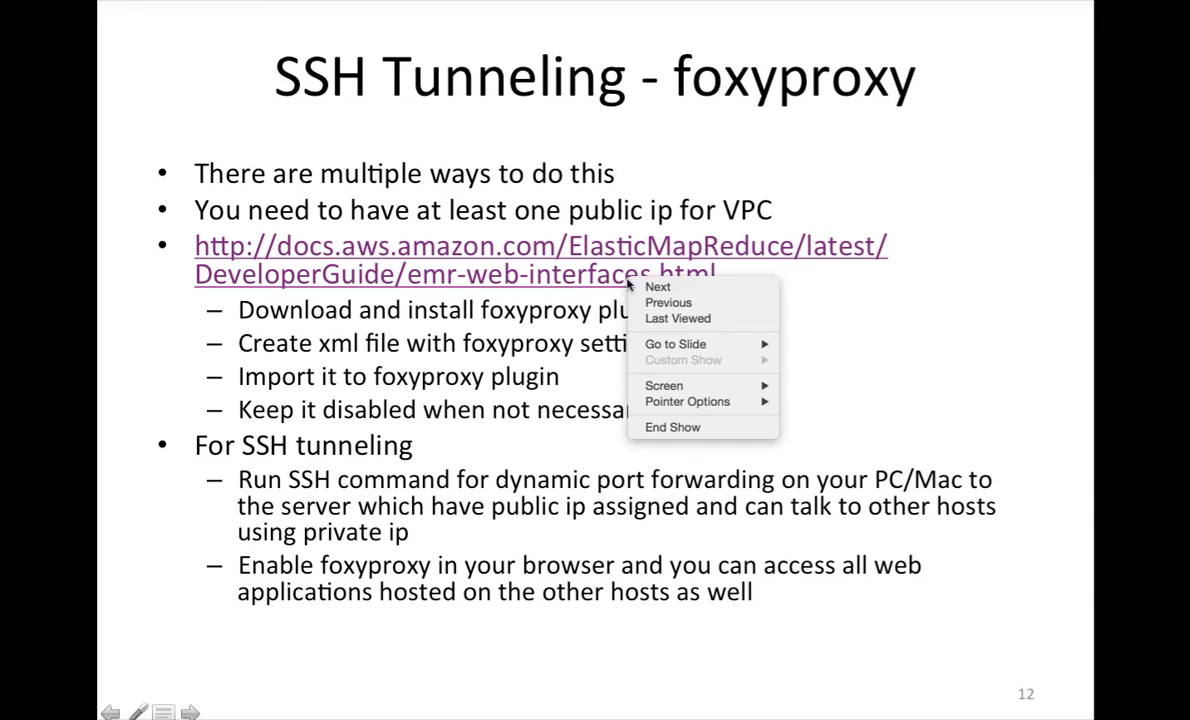 SSH Tunneling - foxyproxy
• There are multiple ways to do this
• You need to have at least one public ip for VPC
• http://docs.aws.amazon.com/ElasticMapReduce/latest/
DeveloperGuide/emr-web-interfaces.html
– Download and install foxyproxy
– Create xml file with foxyproxy
– Import it to foxyproxy plugin
– Keep it disabled when not
• For SSH tunneling
– Run SSH command for dynamic port forwarding on your PC/Mac to
the server which have public ip assigned and can talk to other hosts
using private ip
– Enable foxyproxy in your browser and you can access all web
applications hosted on the other hosts as well
Next
Previous
Last Viewed
Go to Slide
Custom Show
Screen
Pointer Options
End Show
12